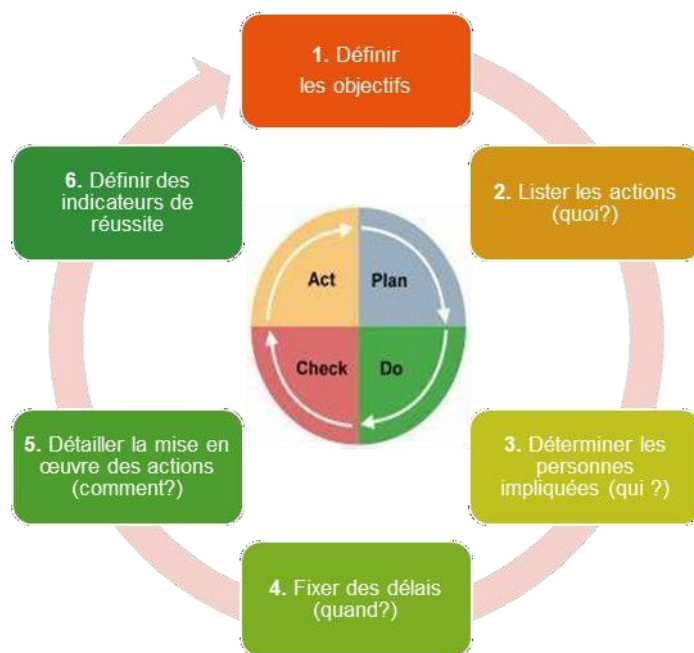 1. Définir
les objectifs
2. Lister les actions
(quoi?)
3. Déterminer les
personnes
impliquées (qui ?)
4. Fixer des délais
(quand?)
5. Détailler la mise en
œuvre des actions
(comment?)
6. Définir des
indicateurs de
réussite
Act
Plan
Check
Do